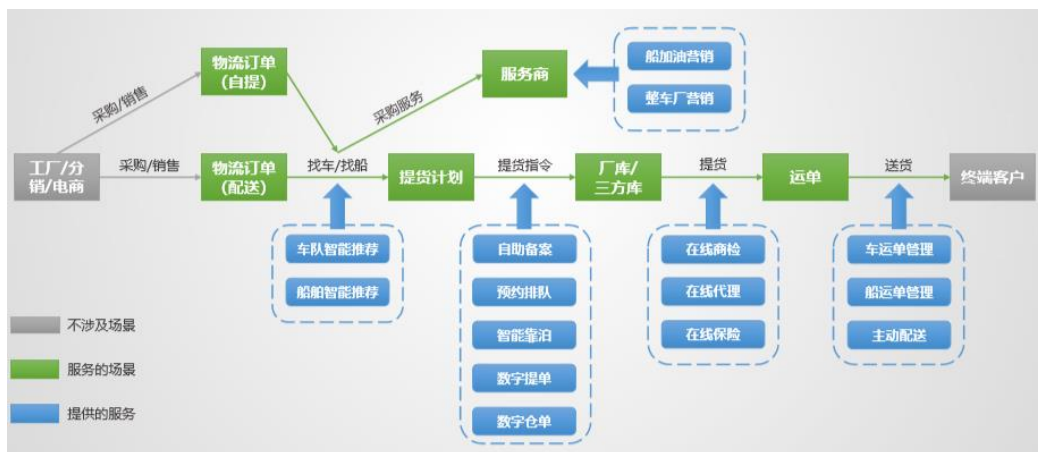 物流订单
(自提)
服务商
船加油营销
整车厂营销
采购/销售
采购服务
工厂/分
销/电商
采购/销售
物流订单
(配送)
找车/找船
提货计划
提货指令
厂库/
三方库
提货
运单
送货
终端客户
车队智能推荐
船舶智能推荐
自助备案
预约排队
智能靠泊
数字提单
数字仓单
在线商检
在线代理
在线保险
车运单管理
船运单管理
主动配送
不涉及场景
服务的场景
提供的服务